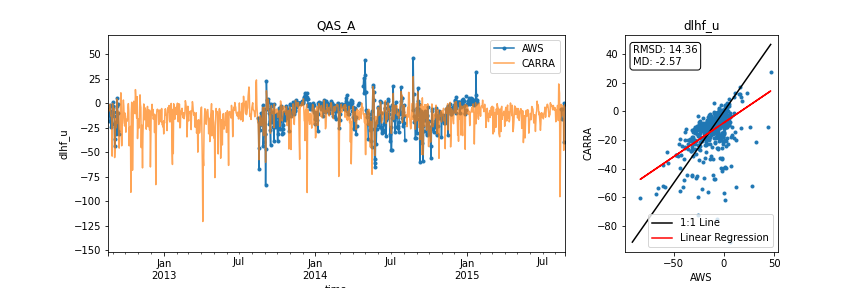 QAS_A
dlhf_u
AWS
CARRA
50
25
0
−25
−50
−75
−100
−125
−150
dlhf_u
Jan
2013
Jul
Jan
2014
Jul
Jan
2015
Jul
time
dlhf_u
RMSD: 14.36
MD: -2.57
40
20
0
−20
−40
−60
−80
CARRA
1:1 Line
Linear Regression
−50
0
50
AWS